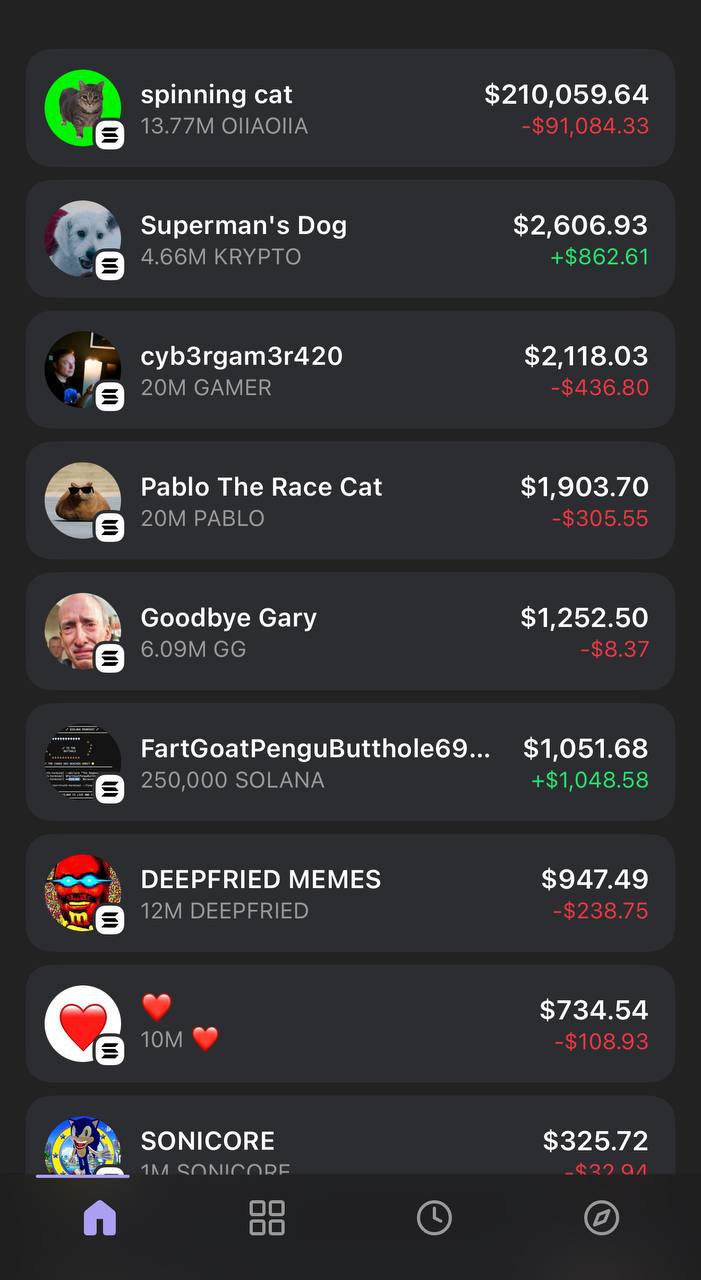 spinning cat
$210,059.64
13.77M OIIAOIIA
-$91,084.33
Superman's Dog
$2,606.93
4.66M KRYPTO
+$862.61
cyb3rgam3r420
$2,118.03
20M GAMER
-$436.80
Pablo The Race Cat
$1,903.70
20M PABLO
-$305.55
Goodbye Gary
$1,252.50
6.09M GG
-$8.37
FartGoatPenguButthole69...
$1,051.68
250,000 SOLANA
+$1,048.58
DEEPFRIED MEMES
$947.49
12M DEEPFRIED
-$238.75
❤️
$734.54
10M ❤️
-$108.93
SONICORE
$325.72
1M SONICORE
-$32.94